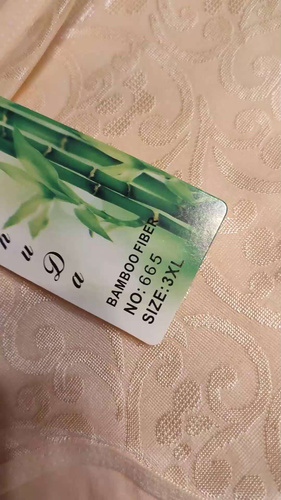 n u D a
BAMBOO FIBER
NO: 665
SIZE:3XL